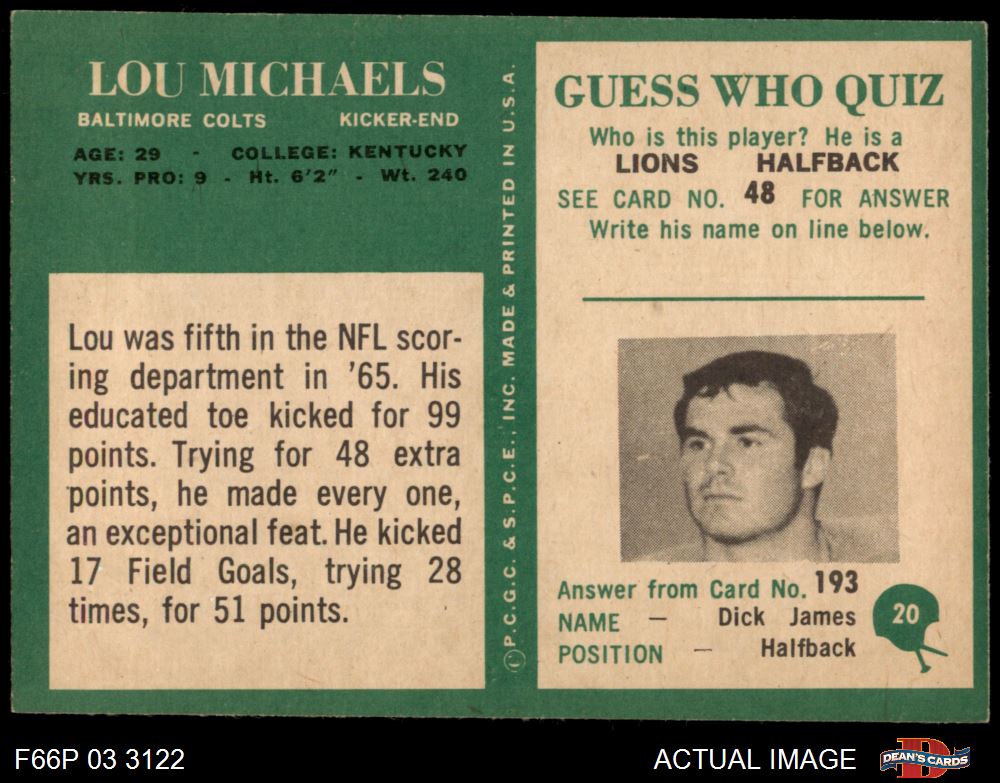 LOU MICHAELS
BALTIMORE COLTS KICKER-END
AGE: 29 - COLLEGE: KENTUCKY
YRS. PRO: 9 - Ht. 6'2" - Wt. 240
Lou was fifth in the NFL scor-
ing department in '65. His
educated toe kicked for 99
points. Trying for 48 extra
points, he made every one,
an exceptional feat. He kicked
17 Field Goals, trying 28
times, for 51 points.
© P.C.G.C. & S.P.C.E., INC. MADE & PRINTED IN U.S.A.
GUESS WHO QUIZ
Who is this player? He is a
LIONS HALFBACK
SEE CARD NO. 48 FOR ANSWER
Write his name on line below.
Answer from Card No. 193
NAME — Dick James
POSITION — Halfback
20
F66P 03 3122
ACTUAL IMAGE
D
DEAN'S CARDS